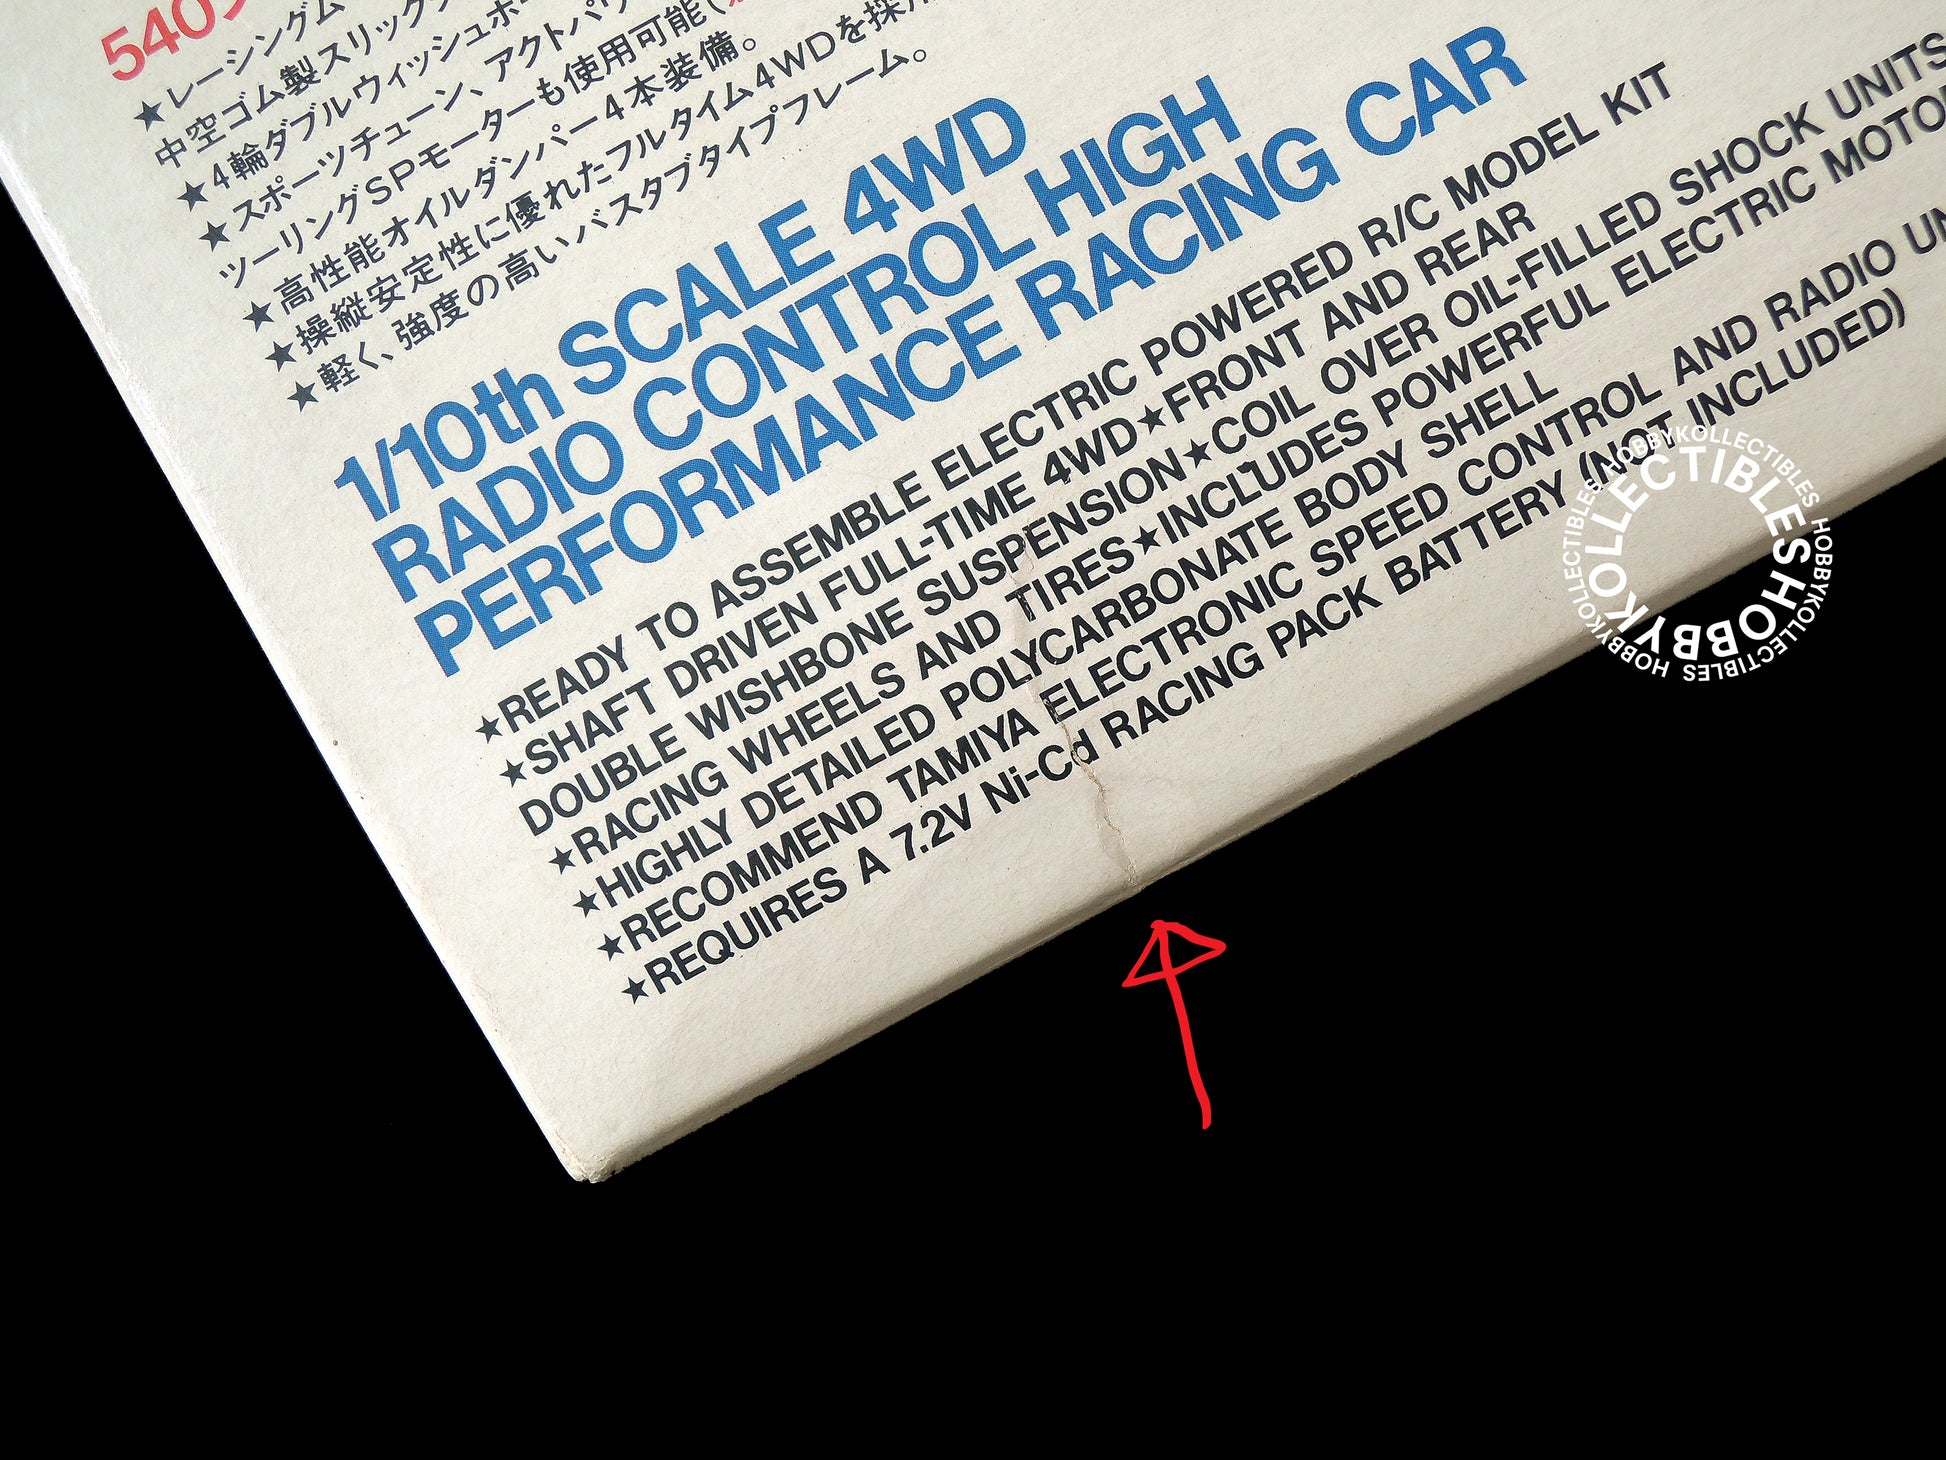 540
★レーシング
中空ゴム製スリック
★4輪ダブルウィッシュボ
★スポーツチューン、アクトパワ
ツーリングSPモーターも使用可能(
★高性能オイルダンパー4本装備。
★操縦安定性に優れたフルタイム4WDを採用
★軽く、強度の高いバスタブタイプフレーム。
1/10th SCALE 4WD
RADIO CONTROL HIGH
PERFORMANCE RACING CAR
★READY TO ASSEMBLE ELECTRIC POWERED R/C MODEL KIT
★SHAFT DRIVEN FULL-TIME 4WD★FRONT AND REAR
DOUBLE WISHBONE SUSPENSION★COIL OVER OIL-FILLED SHOCK UNITS
★RACING WHEELS AND TIRES★INCLUDES POWERFUL ELECTRIC MOTO
★HIGHLY DETAILED POLYCARBONATE BODY SHELL
★RECOMMEND TAMIYA ELECTRONIC SPEED CONTROL AND RADIO UN
★REQUIRES A 7.2V Ni-Cd RACING PACK BATTERY (NOT INCLUDED)
HOBBYKOLLECTIBLES
HOBBYKOLLECTIBLES HOBBYKOLLECTIBLES HOBBYKOLLECTIBLES